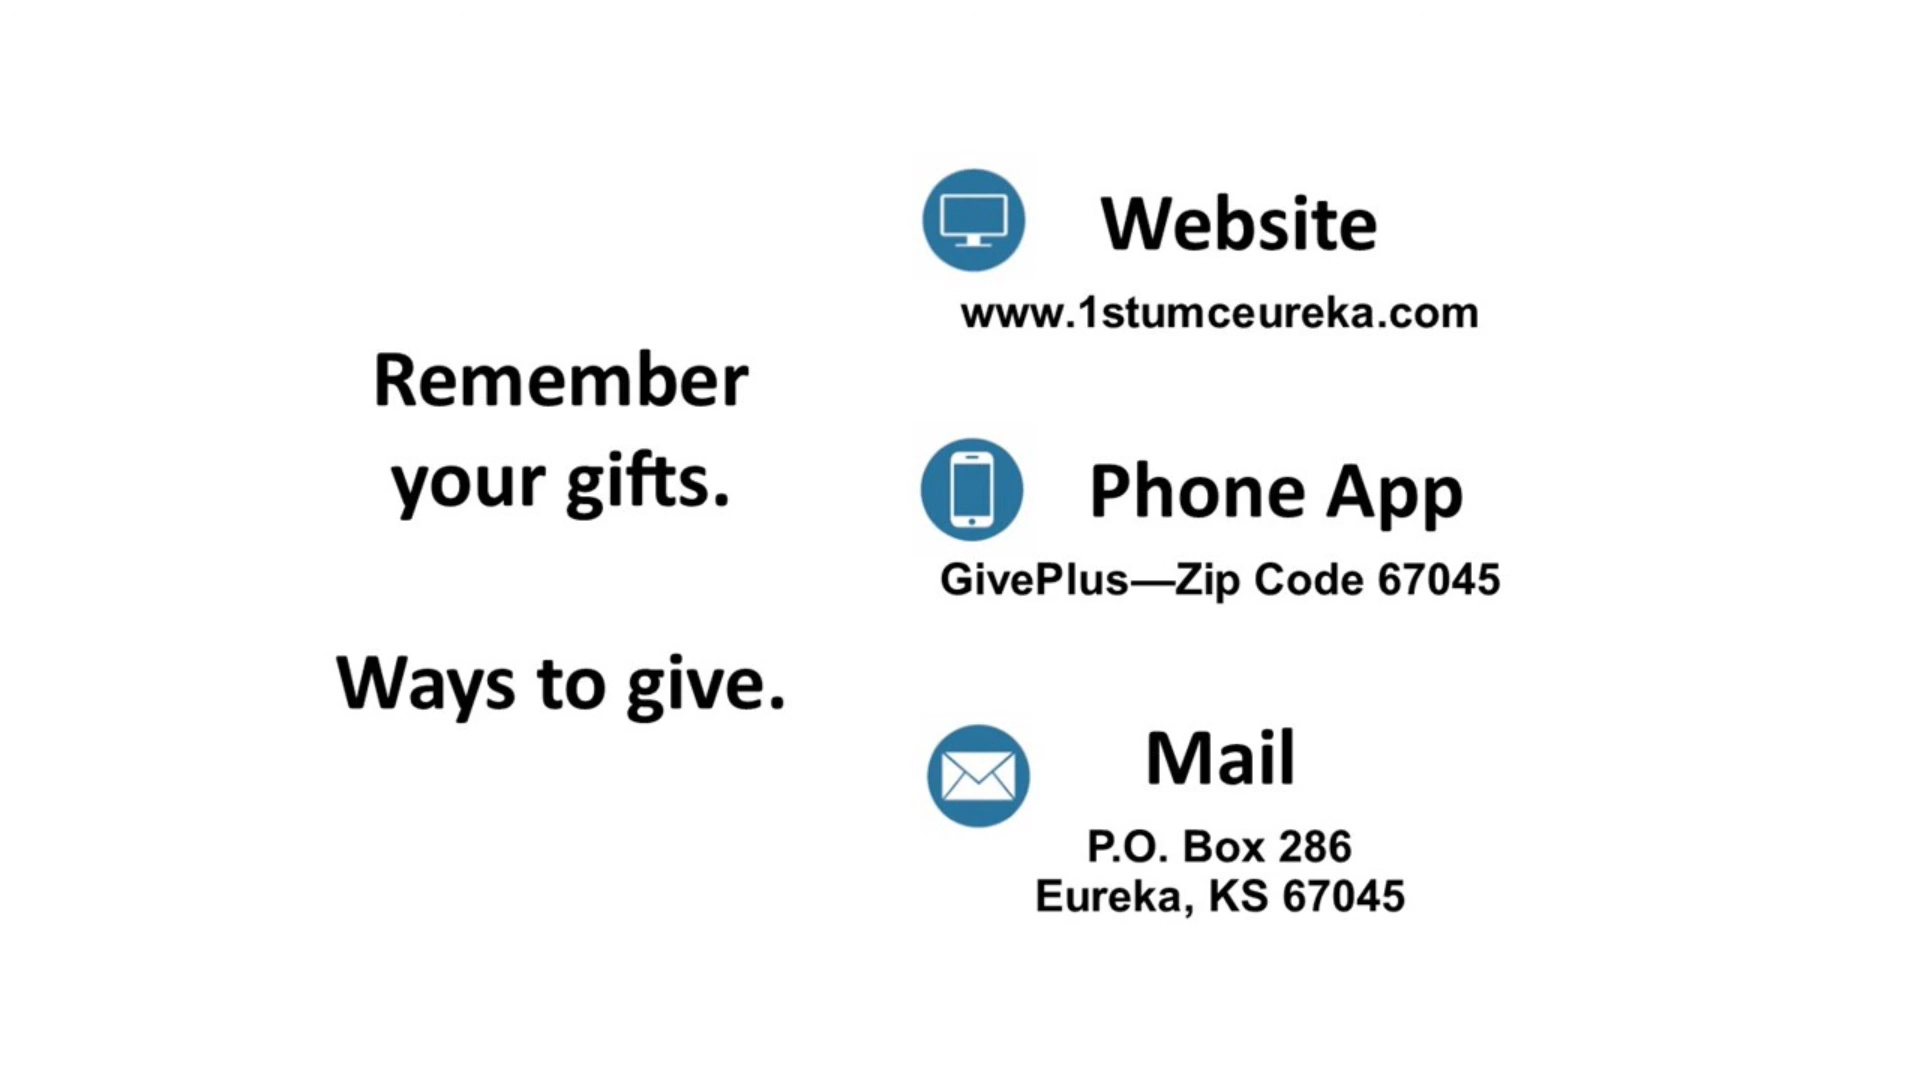 Remember
your gifts.
Ways to give.
Website
www.1stumceureka.com
Phone App
GivePlus—Zip Code 67045
Mail
P.O. Box 286
Eureka, KS 67045